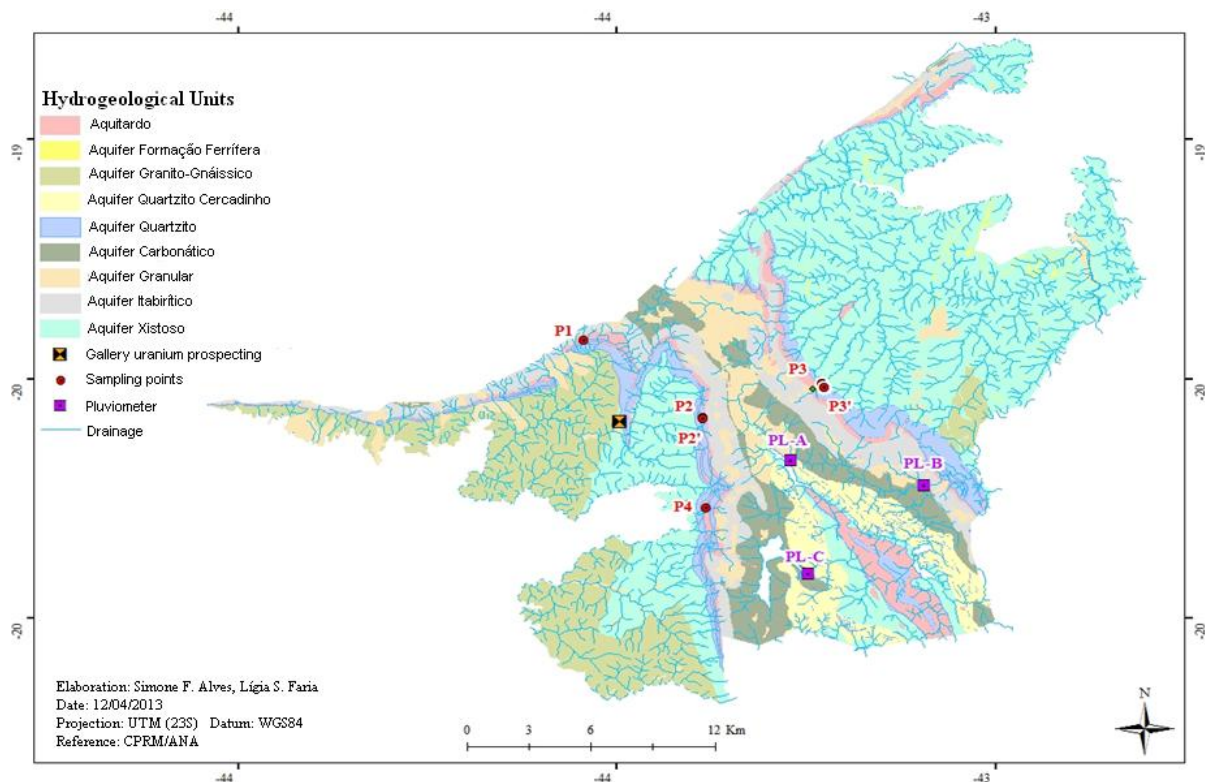 -44
-44
-43
Hydrogeological Units
Aquitardo
Aquifer Formação Ferrífera
Aquifer Granito-Gnáissico
Aquifer Quartzito Cercadinho
Aquifer Quartzito
Aquifer Carbonático
Aquifer Granular
Aquifer Itabirítico
Aquifer Xistoso
Gallery uranium prospecting
Sampling points
Pluviometer
Drainage
-19
-19
P1
-20
-20
P3
P3'
P2
P2'
PL-A
PL-B
P4
PL-C
-20
-20
Elaboration: Simone F. Alves, Lígia S. Faria
Date: 12/04/2013
Projection: UTM (23S) Datum: WGS84
Reference: CPRM/ANA
0 3 6 12 Km
N
-44
-44
-43